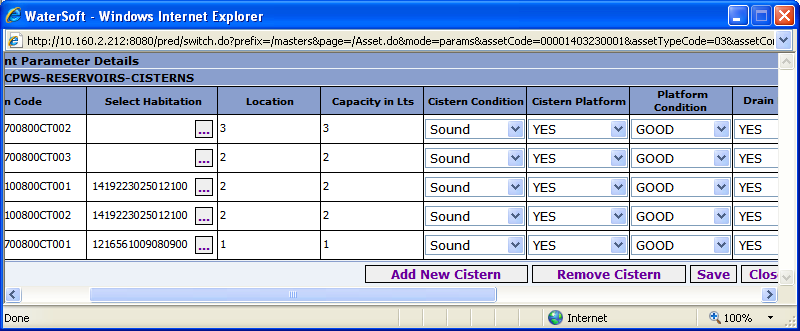 WaterSoft - Windows Internet Explorer
http://10.160.2.212:8080/pred/switch.do?prefix=/masters&page=/Asset.do&mode=params&assetCode=00001403230001&assetTypeCode=03&assetCo
nt Parameter Details
CPWS-RESERVOIRS-CISTERNS
n Code Select Habitation Location Capacity in Lts Cistern Condition Cistern Platform Platform Condition Drain
700800CT002 ... 3 3 Sound YES GOOD YES
700800CT003 ... 2 2 Sound YES GOOD YES
100800CT001 1419223025012100 ... 2 2 Sound YES GOOD YES
100800CT002 1419223025012100 ... 2 2 Sound YES GOOD YES
700800CT001 1216561009080900 ... 1 1 Sound YES GOOD YES
Add New Cistern Remove Cistern Save Clos
Done Internet 100%